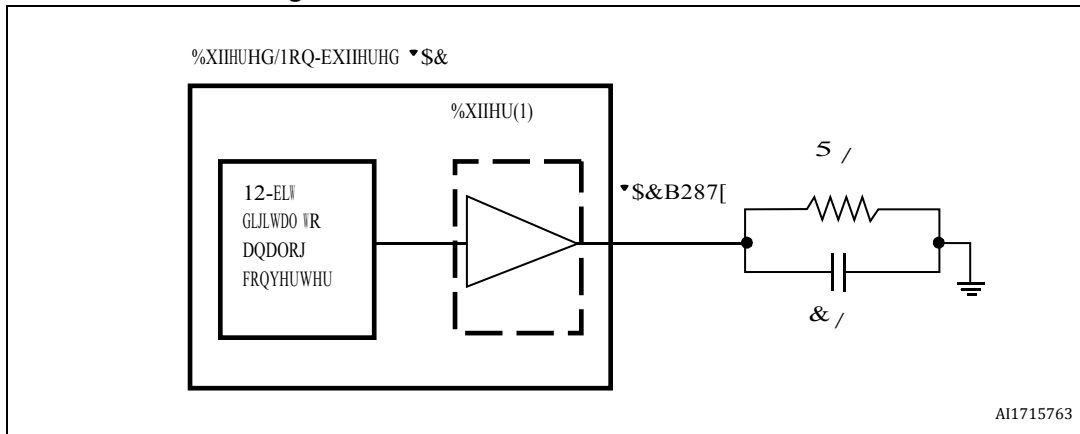 %XIIHUHG/1RQ-EXIIHUHG ▾$&
%XIIHU(1)
12-ELW
GLJLWDO WR
DQDORJ
FRQYHUWHU
▾$&B287[
5 /
& /
AI1715763